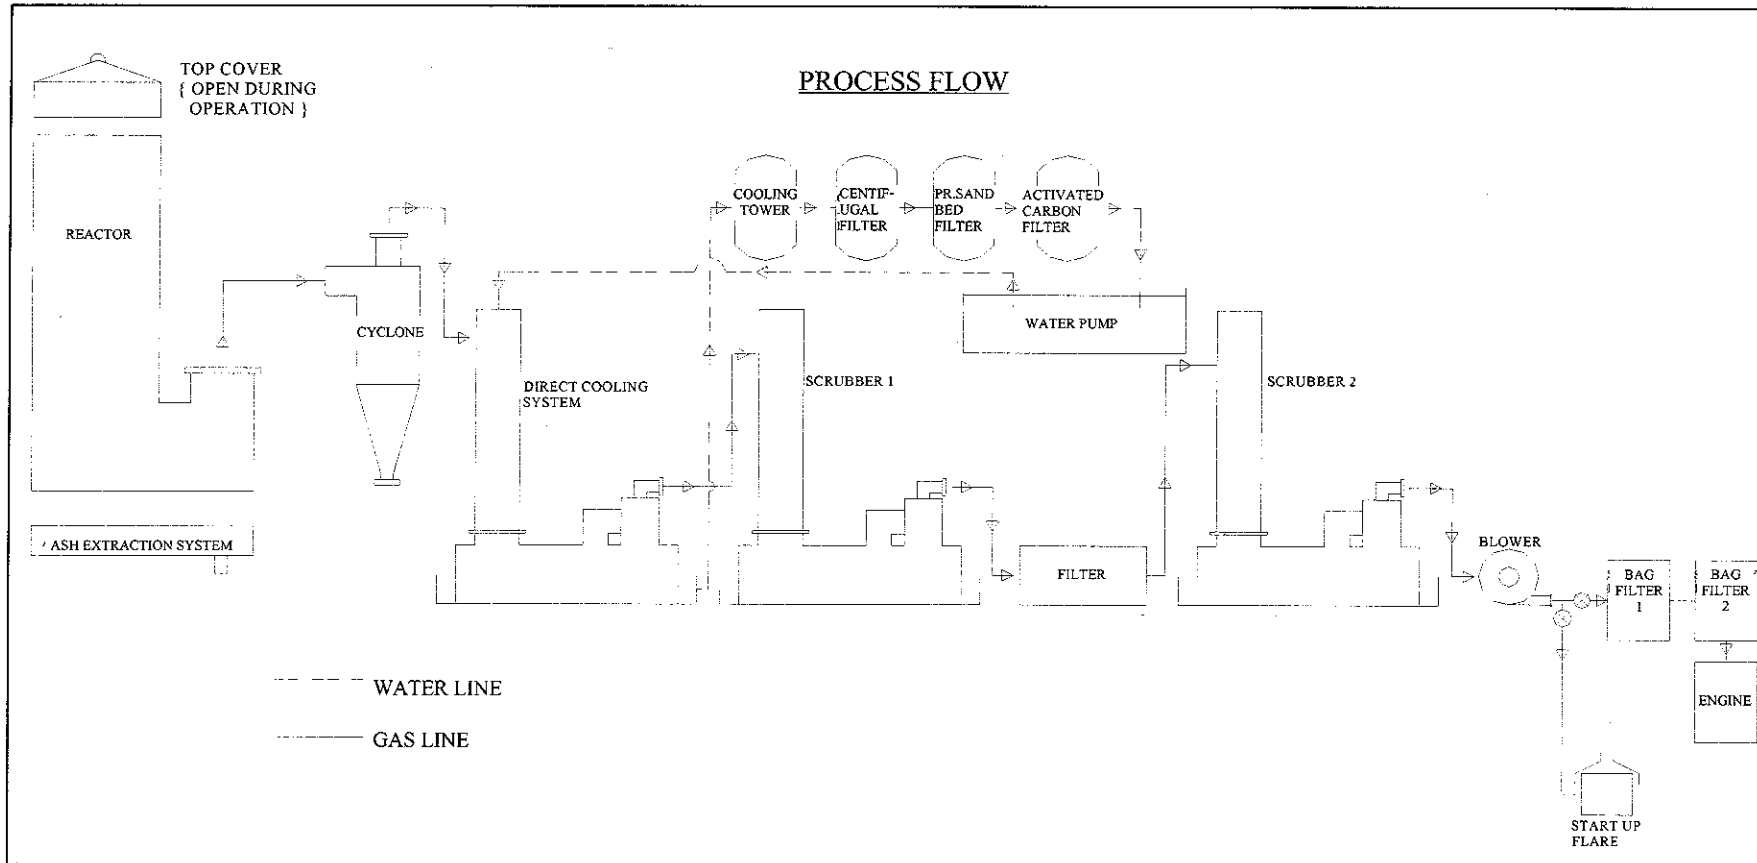 PROCESS FLOW
TOP COVER
{ OPEN DURING
OPERATION }
REACTOR
ASH EXTRACTION SYSTEM
CYCLONE
DIRECT COOLING
SYSTEM
COOLING
TOWER
CENTIF-
UGAL
FILTER
PR.SAND
BED
FILTER
ACTIVATED
CARBON
FILTER
WATER PUMP
SCRUBBER 1
FILTER
SCRUBBER 2
BLOWER
BAG
FILTER
1
BAG
FILTER
2
ENGINE
START UP
FLARE
WATER LINE
GAS LINE